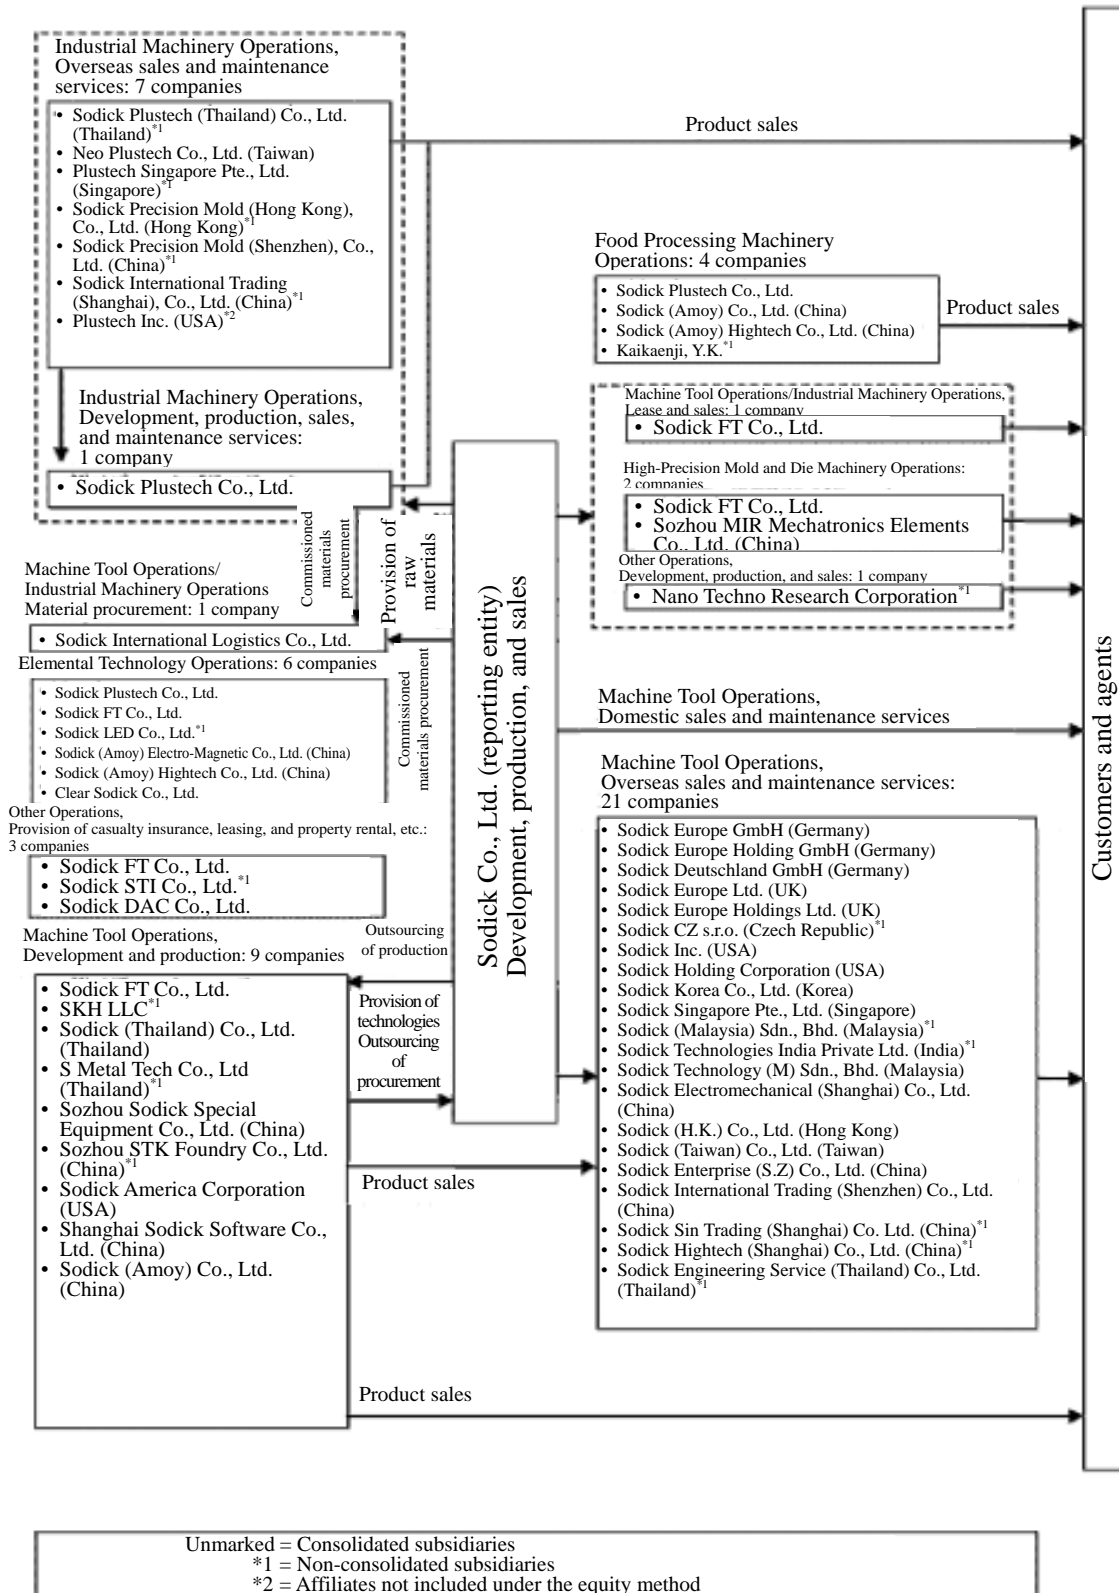 Industrial Machinery Operations,
Overseas sales and maintenance
services: 7 companies
• Sodick Plustech (Thailand) Co., Ltd.
(Thailand)*1
• Neo Plustech Co., Ltd. (Taiwan)
• Plustech Singapore Pte., Ltd.
(Singapore)*1
• Sodick Precision Mold (Hong Kong),
Co., Ltd. (Hong Kong)*1
• Sodick Precision Mold (Shenzhen), Co.,
Ltd. (China)*1
• Sodick International Trading
(Shanghai), Co., Ltd. (China)*1
• Plustech Inc. (USA)*2
Product sales
Industrial Machinery Operations,
Development, production, sales,
and maintenance services:
1 company
• Sodick Plustech Co., Ltd.
Commissioned
materials
procurement
Provision of
raw
materials
Machine Tool Operations/
Industrial Machinery Operations
Material procurement: 1 company
• Sodick International Logistics Co., Ltd.
Elemental Technology Operations: 6 companies
• Sodick Plustech Co., Ltd.
• Sodick FT Co., Ltd.
• Sodick LED Co., Ltd.*1
• Sodick (Amoy) Electro-Magnetic Co., Ltd. (China)
• Sodick (Amoy) Hightech Co., Ltd. (China)
• Clear Sodick Co., Ltd.
Commissioned
materials procurement
Other Operations,
Provision of casualty insurance, leasing, and property rental, etc.:
3 companies
• Sodick FT Co., Ltd.
• Sodick STI Co., Ltd.*1
• Sodick DAC Co., Ltd.
Machine Tool Operations,
Development and production: 9 companies
• Sodick FT Co., Ltd.
• SKH LLC*1
• Sodick (Thailand) Co., Ltd.
(Thailand)
• S Metal Tech Co., Ltd
(Thailand)*1
• Sozhou Sodick Special
Equipment Co., Ltd. (China)
• Sozhou STK Foundry Co., Ltd.
(China)*1
• Sodick America Corporation
(USA)
• Shanghai Sodick Software Co.,
Ltd. (China)
• Sodick (Amoy) Co., Ltd.
(China)
Outsourcing
of production
Provision of
technologies
Outsourcing
of
procurement
Product sales
Product sales
Sodick Co., Ltd. (reporting entity)
Development, production, and sales
Food Processing Machinery
Operations: 4 companies
• Sodick Plustech Co., Ltd.
• Sodick (Amoy) Co., Ltd. (China)
• Sodick (Amoy) Hightech Co., Ltd. (China)
• Kaikaenji, Y.K.*1
Product sales
Machine Tool Operations/Industrial Machinery Operations,
Lease and sales: 1 company
• Sodick FT Co., Ltd.
High-Precision Mold and Die Machinery Operations:
2 companies
• Sodick FT Co., Ltd.
• Sozhou MIR Mechatronics Elements
Co., Ltd. (China)
Other Operations,
Development, production, and sales: 1 company
• Nano Techno Research Corporation*1
Machine Tool Operations,
Domestic sales and maintenance services
Machine Tool Operations,
Overseas sales and maintenance services:
21 companies
• Sodick Europe GmbH (Germany)
• Sodick Europe Holding GmbH (Germany)
• Sodick Deutschland GmbH (Germany)
• Sodick Europe Ltd. (UK)
• Sodick Europe Holdings Ltd. (UK)
• Sodick CZ s.r.o. (Czech Republic)*1
• Sodick Inc. (USA)
• Sodick Holding Corporation (USA)
• Sodick Korea Co., Ltd. (Korea)
• Sodick Singapore Pte., Ltd. (Singapore)
• Sodick (Malaysia) Sdn., Bhd. (Malaysia)*1
• Sodick Technologies India Private Ltd. (India)*1
• Sodick Technology (M) Sdn., Bhd. (Malaysia)
• Sodick Electromechanical (Shanghai) Co., Ltd.
(China)
• Sodick (H.K.) Co., Ltd. (Hong Kong)
• Sodick (Taiwan) Co., Ltd. (Taiwan)
• Sodick Enterprise (S.Z) Co., Ltd. (China)
• Sodick International Trading (Shenzhen) Co., Ltd.
(China)
• Sodick Sin Trading (Shanghai) Co. Ltd. (China)*1
• Sodick Hightech (Shanghai) Co., Ltd. (China)*1
• Sodick Engineering Service (Thailand) Co., Ltd.
(Thailand)*1
Customers and agents
Unmarked = Consolidated subsidiaries
*1 = Non-consolidated subsidiaries
*2 = Affiliates not included under the equity method